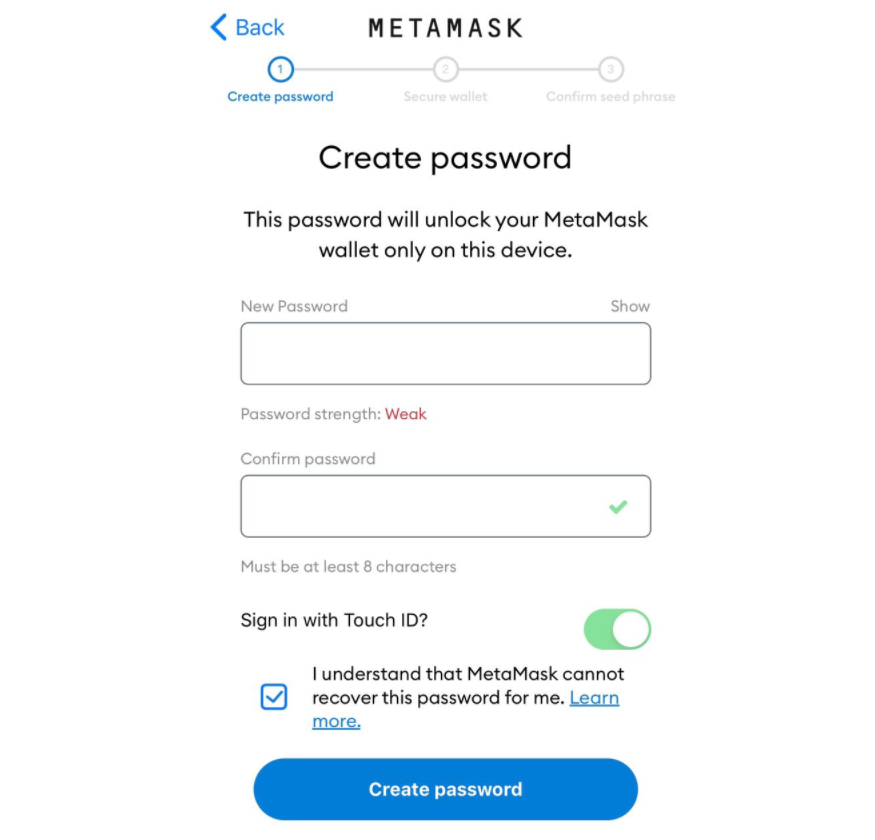 Back
METAMASK
1 2 3
Create password Secure wallet Confirm seed phrase
Create password
This password will unlock your MetaMask
wallet only on this device.
New Password Show
Password strength: Weak
Confirm password
Must be at least 8 characters
Sign in with Touch ID?
I understand that MetaMask cannot
recover this password for me. Learn
more.
Create password